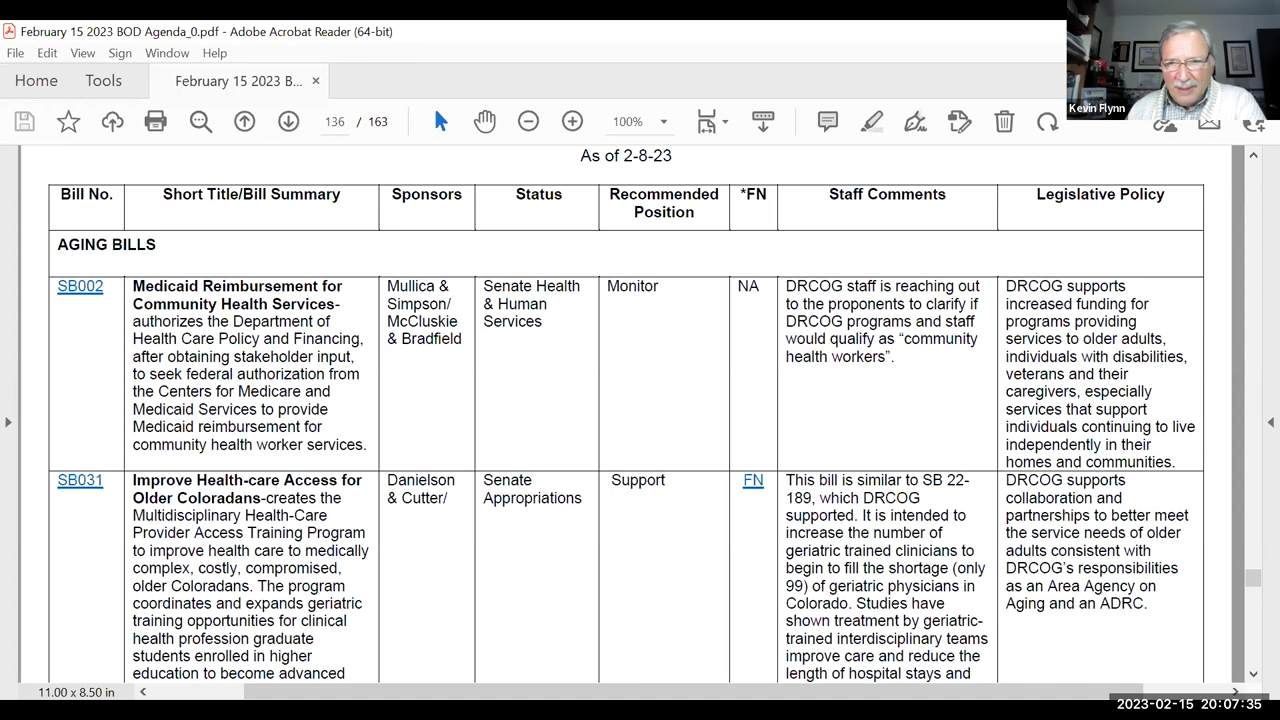 February 15 2023 BOD Agenda_0.pdf - Adobe Acrobat Reader (64-bit)
File Edit View Sign Window Help
Home Tools February 15 2023 B... ×
136 / 163 100%
Kevin Flynn
As of 2-8-23
Bill No. Short Title/Bill Summary Sponsors Status Recommended Position *FN Staff Comments Legislative Policy
AGING BILLS
SB002
Medicaid Reimbursement for
Community Health Services-
authorizes the Department of
Health Care Policy and Financing,
after obtaining stakeholder input,
to seek federal authorization from
the Centers for Medicare and
Medicaid Services to provide
Medicaid reimbursement for
community health worker services.
Mullica &
Simpson/
McCluskie
& Bradfield
Senate Health
& Human
Services
Monitor
NA
DRCOG staff is reaching out
to the proponents to clarify if
DRCOG programs and staff
would qualify as “community
health workers”.
DRCOG supports
increased funding for
programs providing
services to older adults,
individuals with disabilities,
veterans and their
caregivers, especially
services that support
individuals continuing to live
independently in their
homes and communities.
SB031
Improve Health-care Access for
Older Coloradans-creates the
Multidisciplinary Health-Care
Provider Access Training Program
to improve health care to medically
complex, costly, compromised,
older Coloradans. The program
coordinates and expands geriatric
training opportunities for clinical
health profession graduate
students enrolled in higher
education to become advanced
Danielson
& Cutter/
Senate
Appropriations
Support
FN
This bill is similar to SB 22-
189, which DRCOG
supported. It is intended to
increase the number of
geriatric trained clinicians to
begin to fill the shortage (only
99) of geriatric physicians in
Colorado. Studies have
shown treatment by geriatric-
trained interdisciplinary teams
improve care and reduce the
length of hospital stays and
DRCOG supports
collaboration and
partnerships to better meet
the service needs of older
adults consistent with
DRCOG’s responsibilities
as an Area Agency on
Aging and an ADRC.
11.00 x 8.50 in
2023-02-15 20:07:35